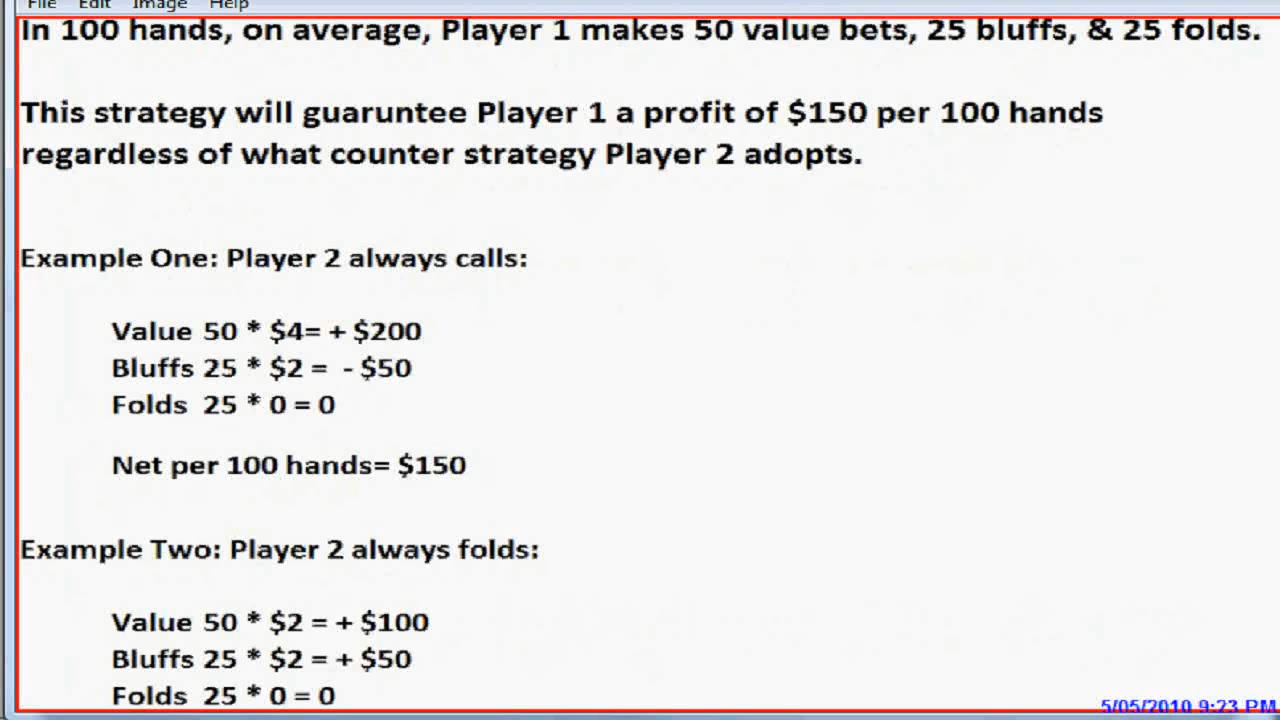 File Edit Image Help
In 100 hands, on average, Player 1 makes 50 value bets, 25 bluffs, & 25 folds.
This strategy will guaruntee Player 1 a profit of $150 per 100 hands
regardless of what counter strategy Player 2 adopts.
Example One: Player 2 always calls:
Value 50 * $4= + $200
Bluffs 25 * $2 = - $50
Folds 25 * 0 = 0
Net per 100 hands= $150
Example Two: Player 2 always folds:
Value 50 * $2 = + $100
Bluffs 25 * $2 = + $50
Folds 25 * 0 = 0
5/05/2010 9:23 PM